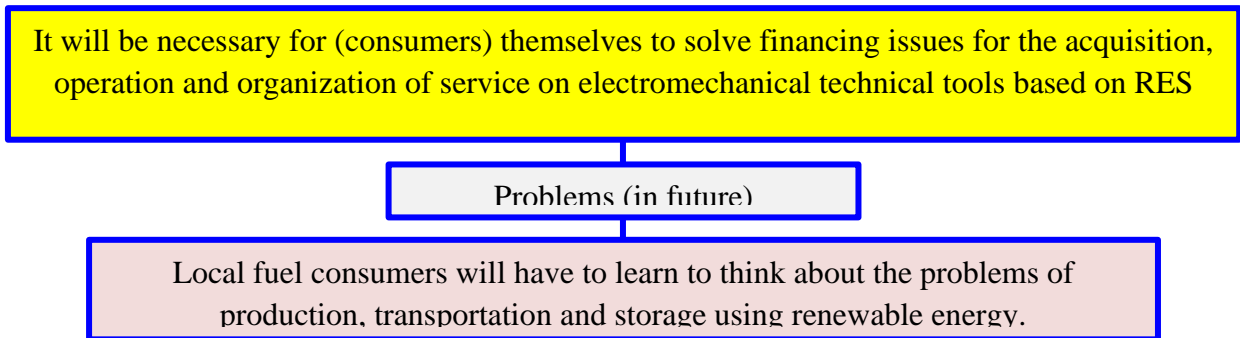 It will be necessary for (consumers) themselves to solve financing issues for the acquisition,
operation and organization of service on electromechanical technical tools based on RES
Problems (in future)
Local fuel consumers will have to learn to think about the problems of
production, transportation and storage using renewable energy.